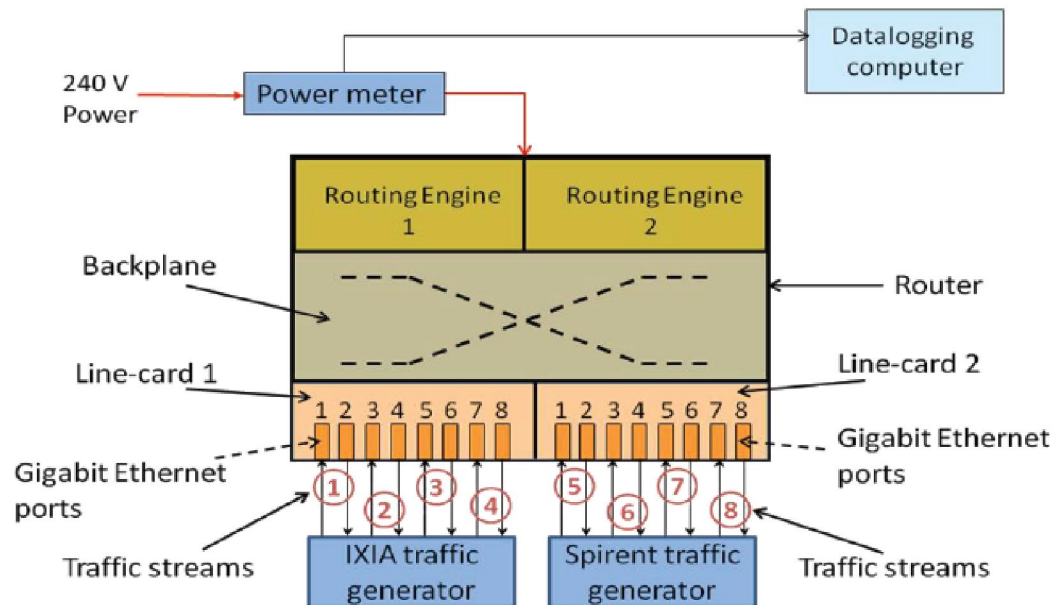 Datalogging
computer
240 V
Power
Power meter
Routing Engine
1
Routing Engine
2
Backplane
Router
Line-card 1
Line-card 2
1 2 3 4 5 6 7 8
1 2 3 4 5 6 7 8
Gigabit Ethernet
ports
Gigabit Ethernet
ports
1 2 3 4
5 6 7 8
Traffic streams
IXIA traffic
generator
Spirent traffic
generator
Traffic streams